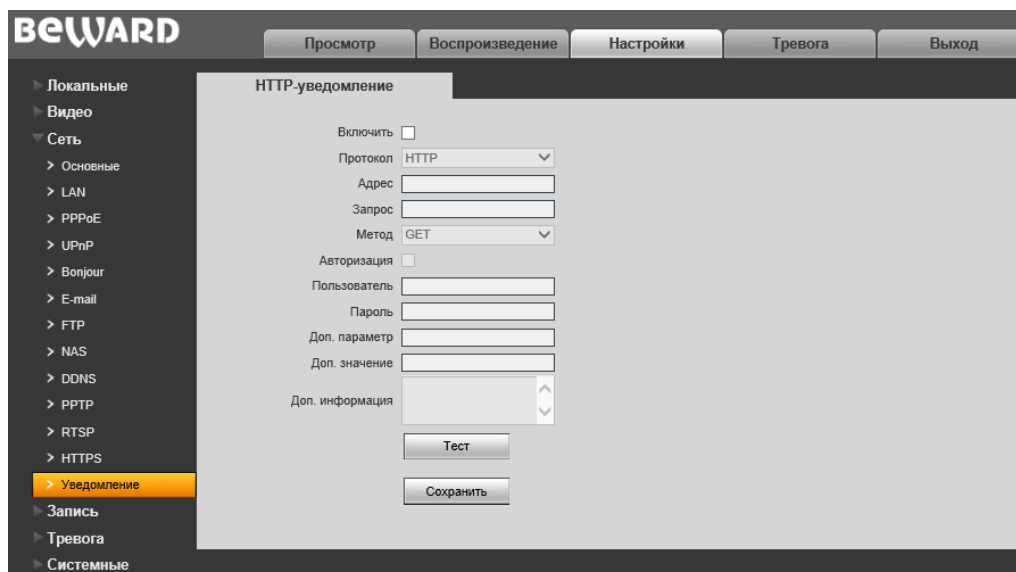 BEWARD
Просмотр
Воспроизведение
Настройки
Тревога
Выход
Локальные
Видео
Сеть
Основные
LAN
PPPoE
UPnP
Bonjour
E-mail
FTP
NAS
DDNS
PPTP
RTSP
HTTPS
Уведомление
Запись
Тревога
Системные
HTTP-уведомление
Включить
Протокол HTTP
Адрес
Запрос
Метод GET
Авторизация
Пользователь
Пароль
Доп. параметр
Доп. значение
Доп. информация
Тест
Сохранить